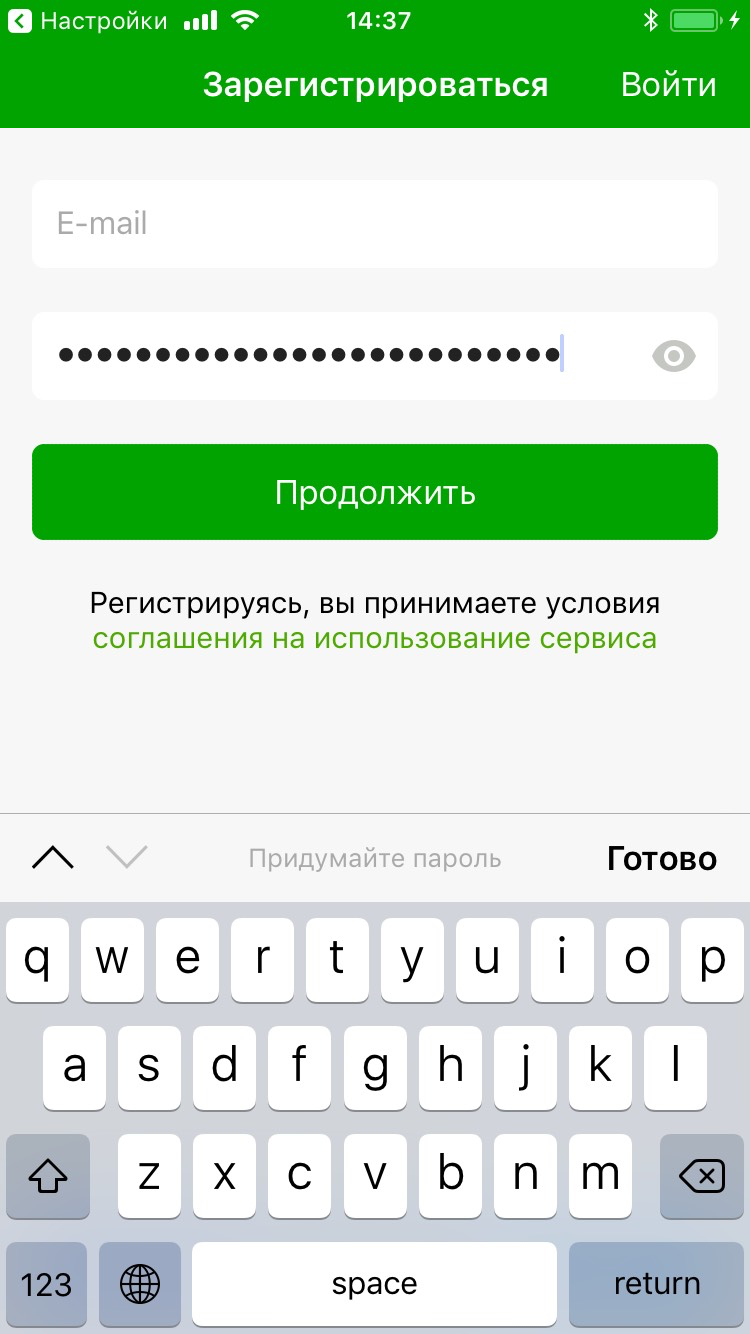 Настройки 14:37
Зарегистрироваться Войти
E-mail
••••••••••••••••••••••••••
Продолжить
Регистрируясь, вы принимаете условия
соглашения на использование сервиса
Придумайте пароль Готово
q w e r t y u i o p
a s d f g h j k l
z x c v b n m
123 space return